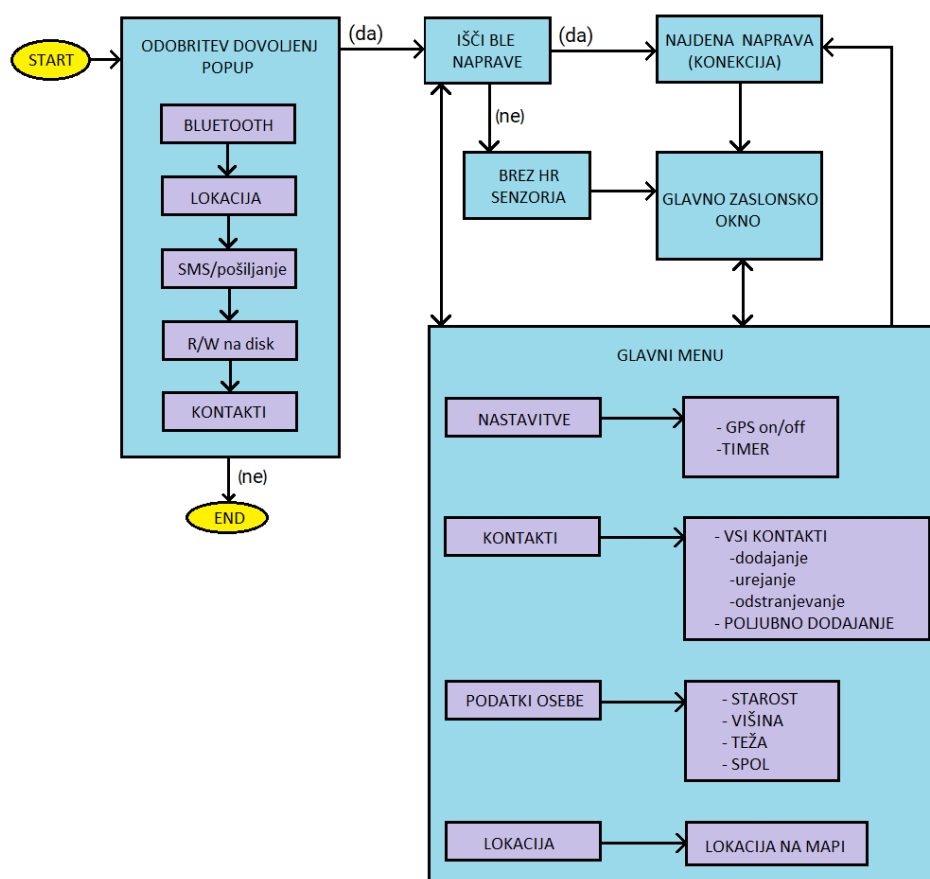 START
ODOBRITEV DOVOLJENJ
POPUP
(da)
IŠČI BLE
NAPRAVE
(da)
NAJDENA NAPRAVA
(KONEKCIJA)
BLUETOOTH
LOKACIJA
SMS/pošiljanje
R/W na disk
KONTAKTI
(ne)
END
(ne)
BREZ HR
SENZORJA
GLAVNO ZASLONSKO
OKNO
GLAVNI MENU
NASTAVITVE
- GPS on/off
-TIMER
KONTAKTI
- VSI KONTAKTI
-dodajanje
-urejanje
-odstranjevanje
- POLJUBNO DODAJANJE
PODATKI OSEBE
- STAROST
- VIŠINA
- TEŽA
- SPOL
LOKACIJA
LOKACIJA NA MAPI